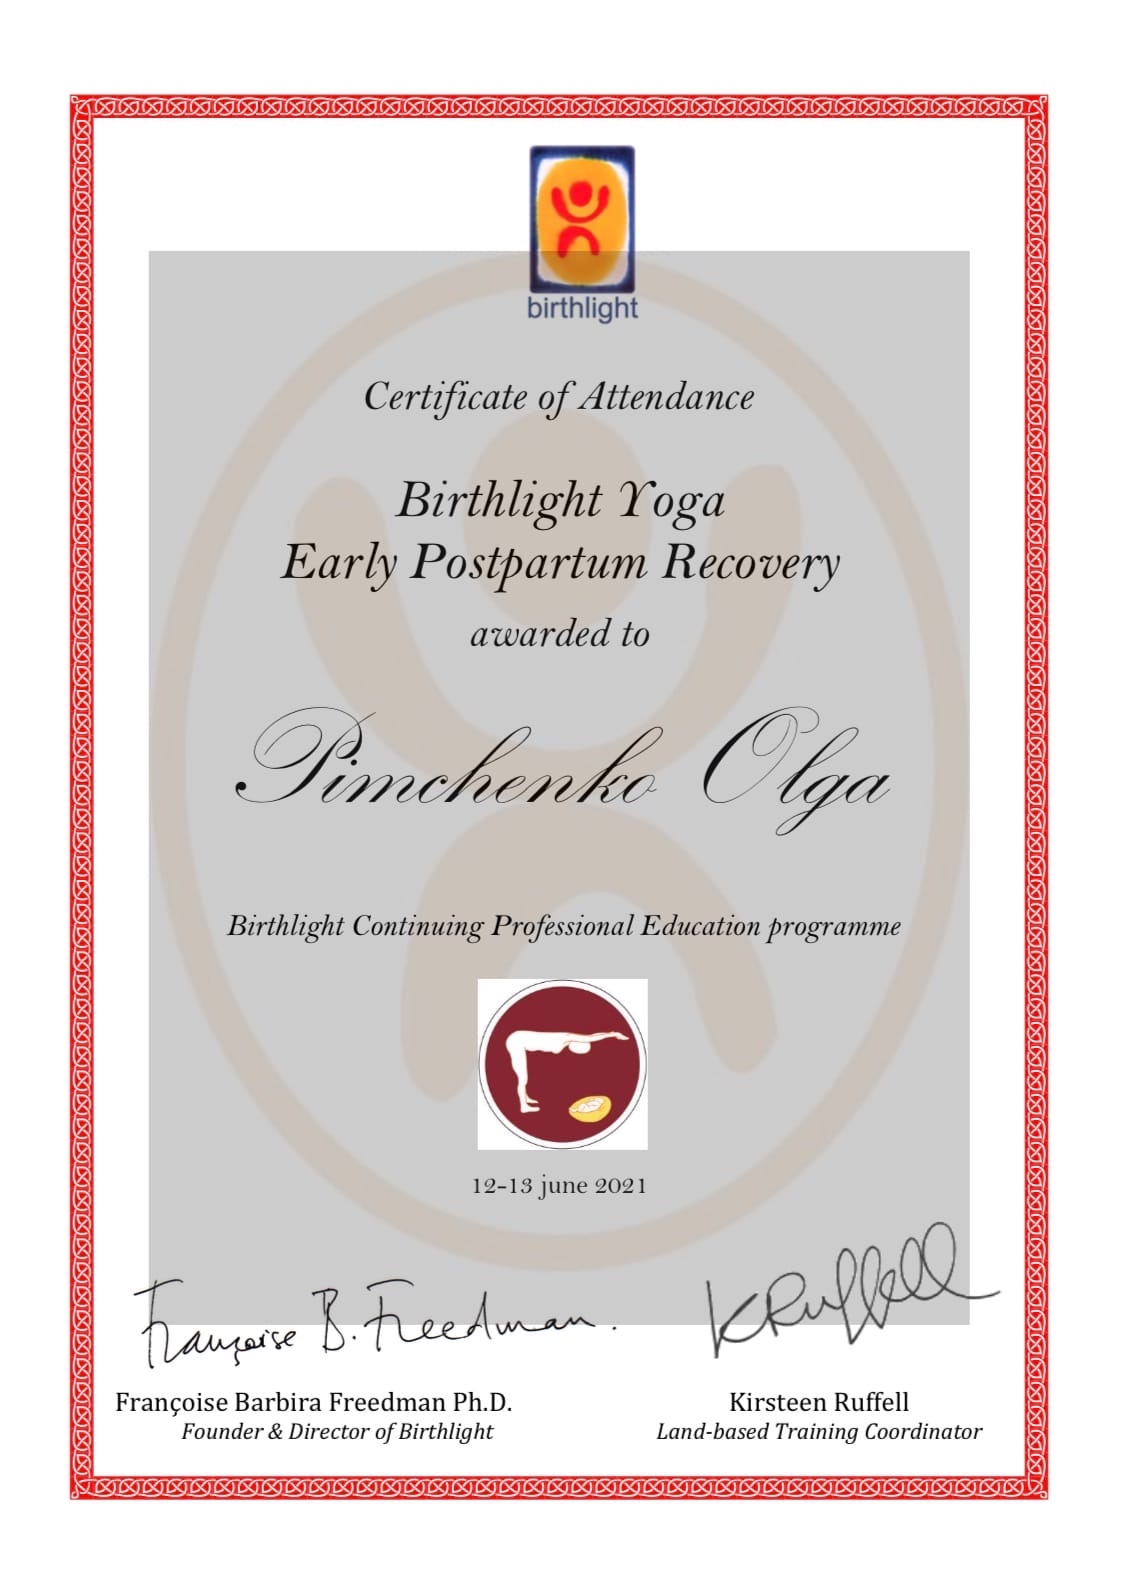 birthlight
Certificate of Attendance
Birthlight Yoga
Early Postpartum Recovery
awarded to
Pimchenko Olga
Birthlight Continuing Professional Education programme
12-13 june 2021
Françoise B. Freedman.
KRuffell
Françoise Barbira Freedman Ph.D.
Kirsteen Ruffell
Founder & Director of Birthlight
Land-based Training Coordinator